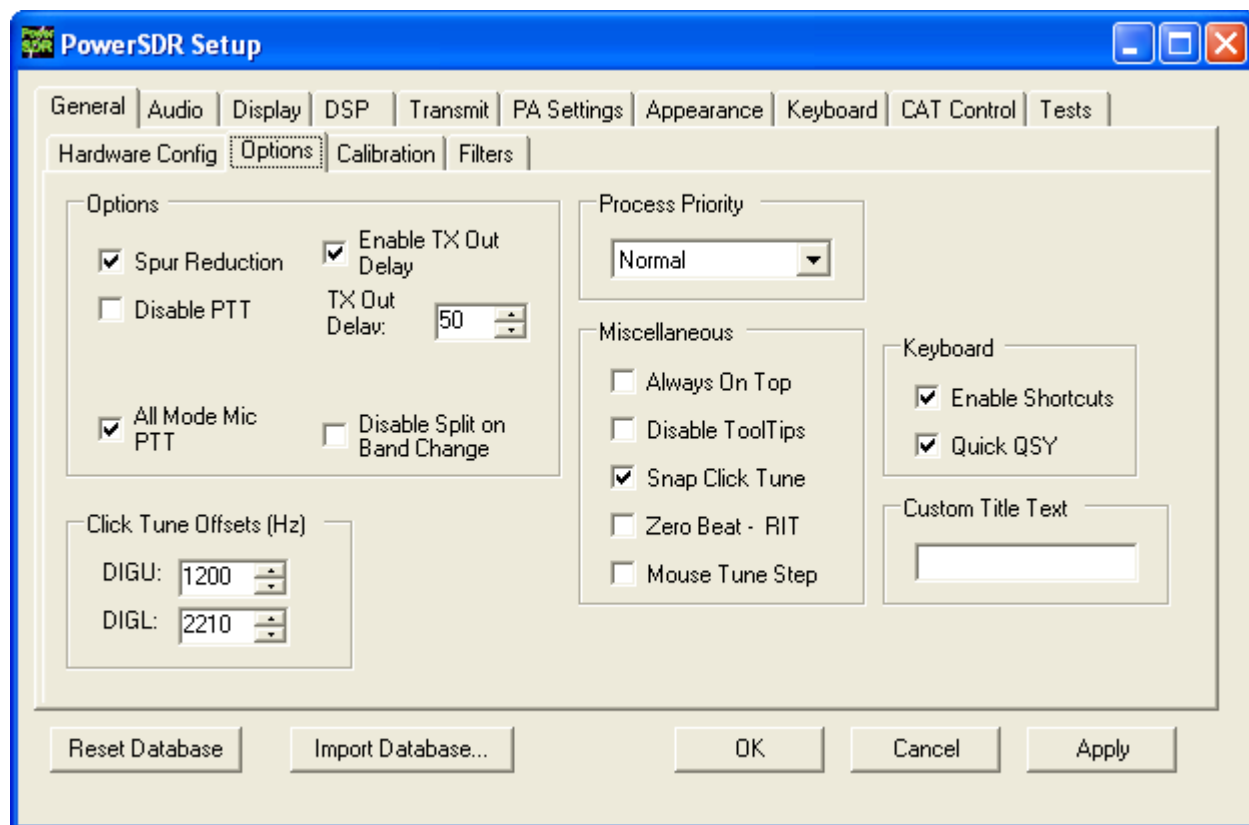 Power SDR
PowerSDR Setup
General Audio Display DSP Transmit PA Settings Appearance Keyboard CAT Control Tests
Hardware Config Options Calibration Filters
Options
Spur Reduction
Enable TX Out
Delay
Disable PTT
TX Out
Delay:
50
All Mode Mic
PTT
Disable Split on
Band Change
Click Tune Offsets (Hz)
DIGU: 1200
DIGL: 2210
Process Priority
Normal
Miscellaneous
Always On Top
Disable ToolTips
Snap Click Tune
Zero Beat - RIT
Mouse Tune Step
Keyboard
Enable Shortcuts
Quick QSY
Custom Title Text
Reset Database Import Database... OK Cancel Apply